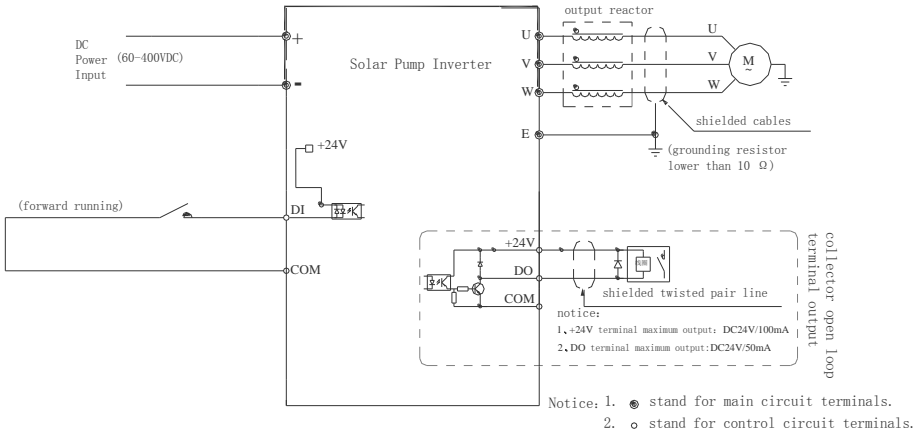 output reactor
DC
Power (60-400VDC)
Input
+
-
Solar Pump Inverter
U
V
W
U
V
W
M
~
shielded cables
E
(grounding resistor
lower than 10 Ω)
+24V
(forward running)
DI
COM
+24V
DO
COM
线圈
shielded twisted pair line
notice:
1、+24V terminal maximum output: DC24V/100mA
2、DO terminal maximum output:DC24V/50mA
collector open loop
terminal output
Notice: 1. stand for main circuit terminals.
2. stand for control circuit terminals.